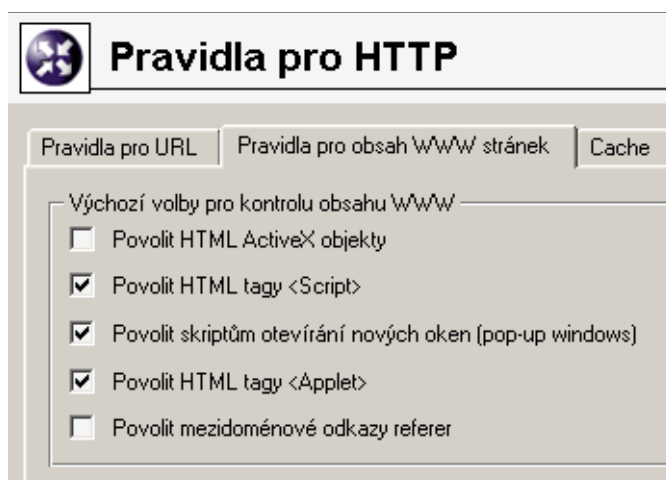 Pravidla pro HTTP
Pravidla pro URL
Pravidla pro obsah WWW stránek
Cache
Výchozí volby pro kontrolu obsahu WWW
Povolit HTML ActiveX objekty
Povolit HTML tagy <Script>
Povolit skriptům otevírání nových oken (pop-up windows)
Povolit HTML tagy <Applet>
Povolit mezidoménové odkazy referer